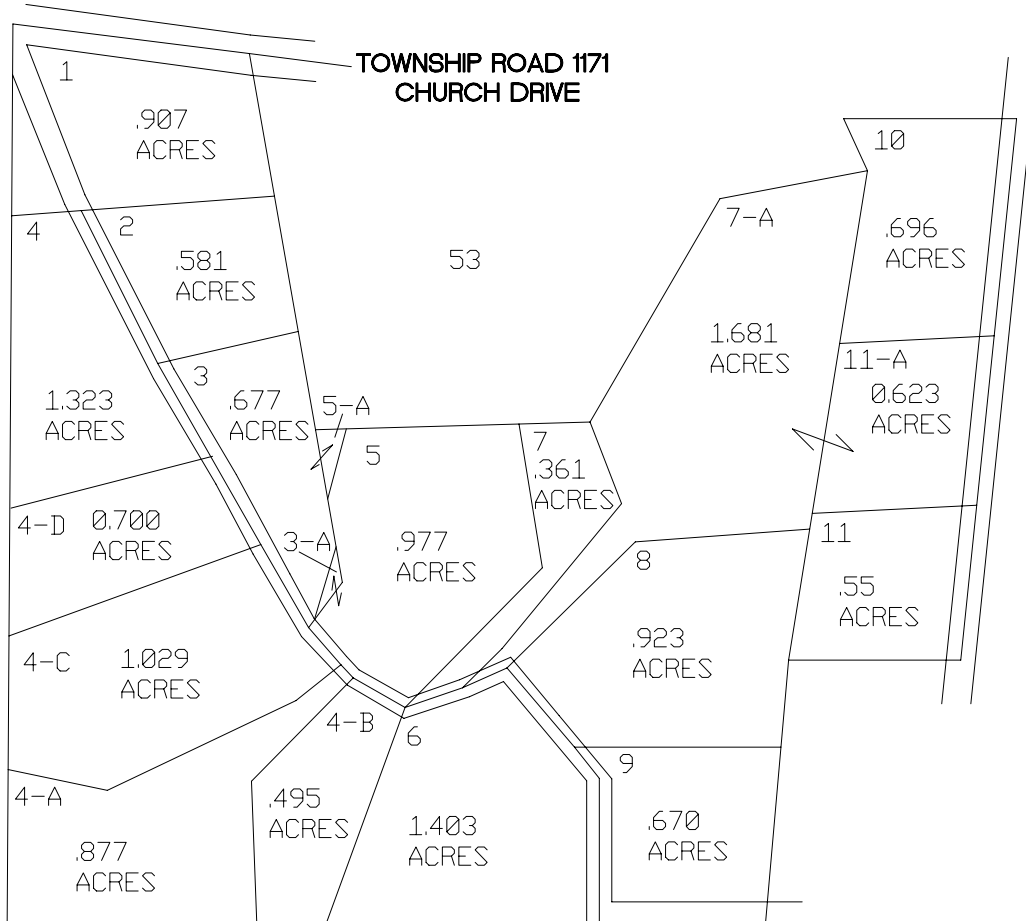 TOWNSHIP ROAD 1171
CHURCH DRIVE
1
.907
ACRES
10
4
2
7-A
.696
ACRES
.581
ACRES
53
1.681
ACRES
11-A
3
0.623
ACRES
1.323
ACRES
.677
ACRES
5-A
5
7
.361
ACRES
4-D
0.700
ACRES
3-A
.977
ACRES
8
11
.55
ACRES
4-C
1.029
ACRES
.923
ACRES
4-B
6
9
4-A
.495
ACRES
1.403
ACRES
.670
ACRES
.877
ACRES